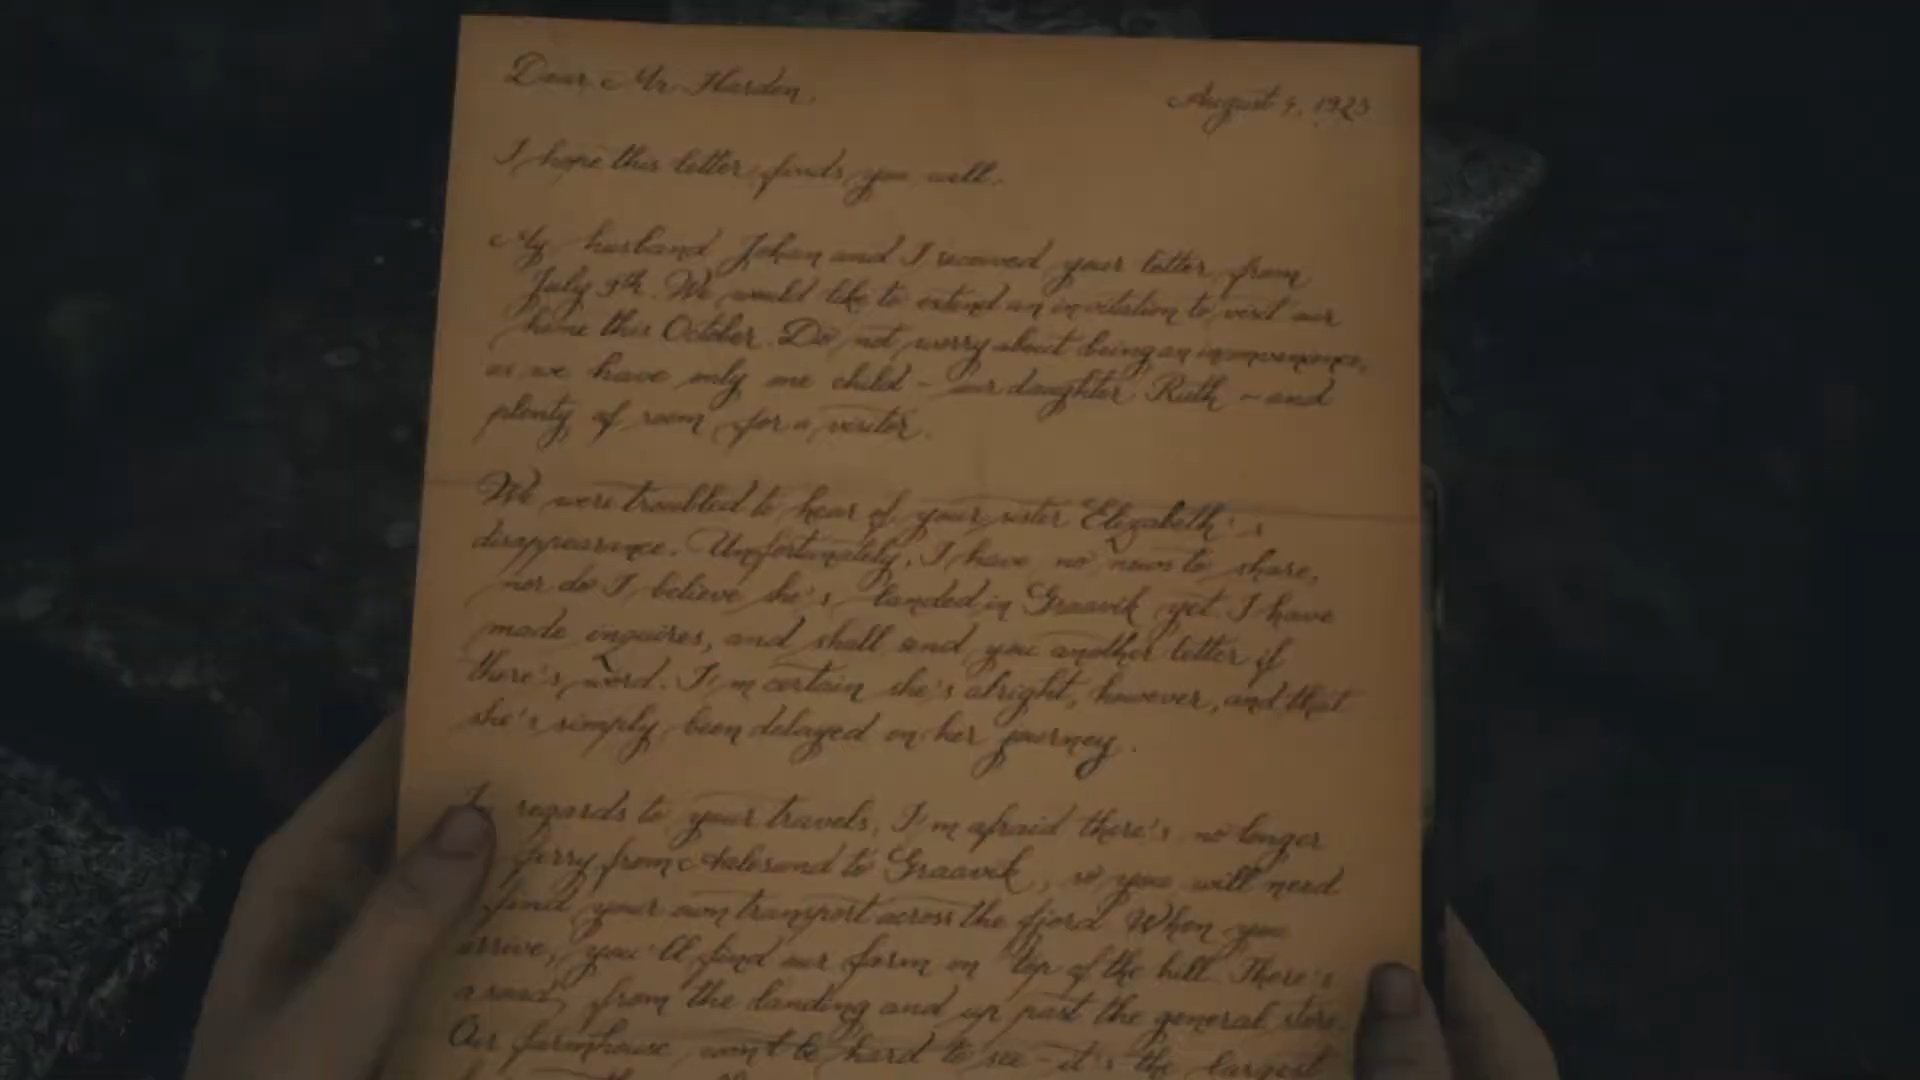 Dear Mr. Harden,
August 9, 1923
I hope this letter finds you well.
My husband Johan and I received your letter from
July 9th. We would like to extend an invitation to visit our
home this October. Do not worry about being an inconvenience,
as we have only one child - our daughter Ruth - and
plenty of room for a visitor.
We were troubled to hear of your sister Elizabeth's
disappearance. Unfortunately, I have no news to share,
nor do I believe she's landed in Graavik yet. I have
made inquires, and shall send you another letter if
there's word. I'm certain she's alright, however, and that
she's simply been delayed on her journey.
In regards to your travels, I'm afraid there's no longer
ferry from Aalesund to Graavik, so you will need
find your own transport across the fjord. When you
arrive, you'll find our farm on top of the hill. There's
a road, from the landing and up past the general store.
Our farmhouse won't be hard to see - it's the largest